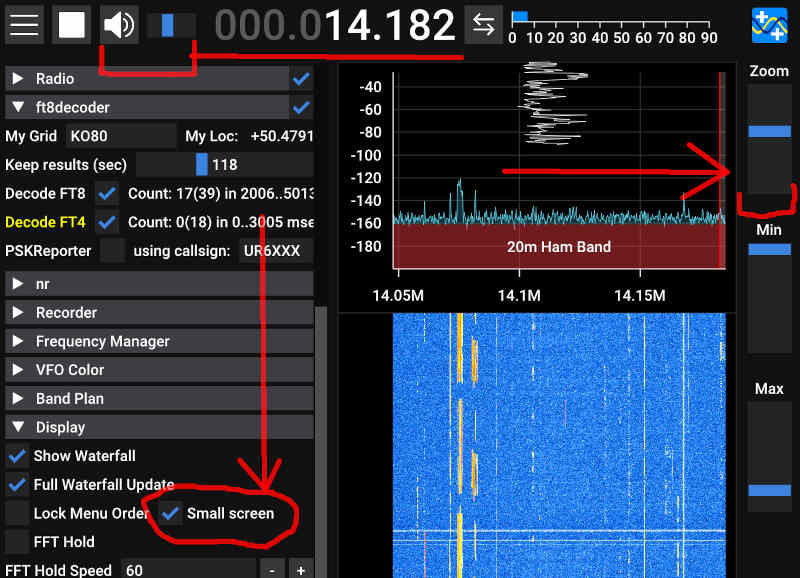 000.014.182
0 10 20 30 40 50 60 70 80 90
Radio
ft8decoder
My Grid KO80 My Loc: +50.4791
Keep results (sec) 118
Decode FT8 Count: 17(39) in 2006..5013
Decode FT4 Count: 0(18) in 0..3005 mse
PSKReporter using callsign: UR6XXX
nr
Recorder
Frequency Manager
VFO Color
Band Plan
Display
Show Waterfall
Full Waterfall Update
Lock Menu Order Small screen
FFT Hold
FFT Hold Speed 60 - +
-40
-60
-80
-100
-120
-140
-160
-180
20m Ham Band
14.05M 14.1M 14.15M
Zoom
Min
Max